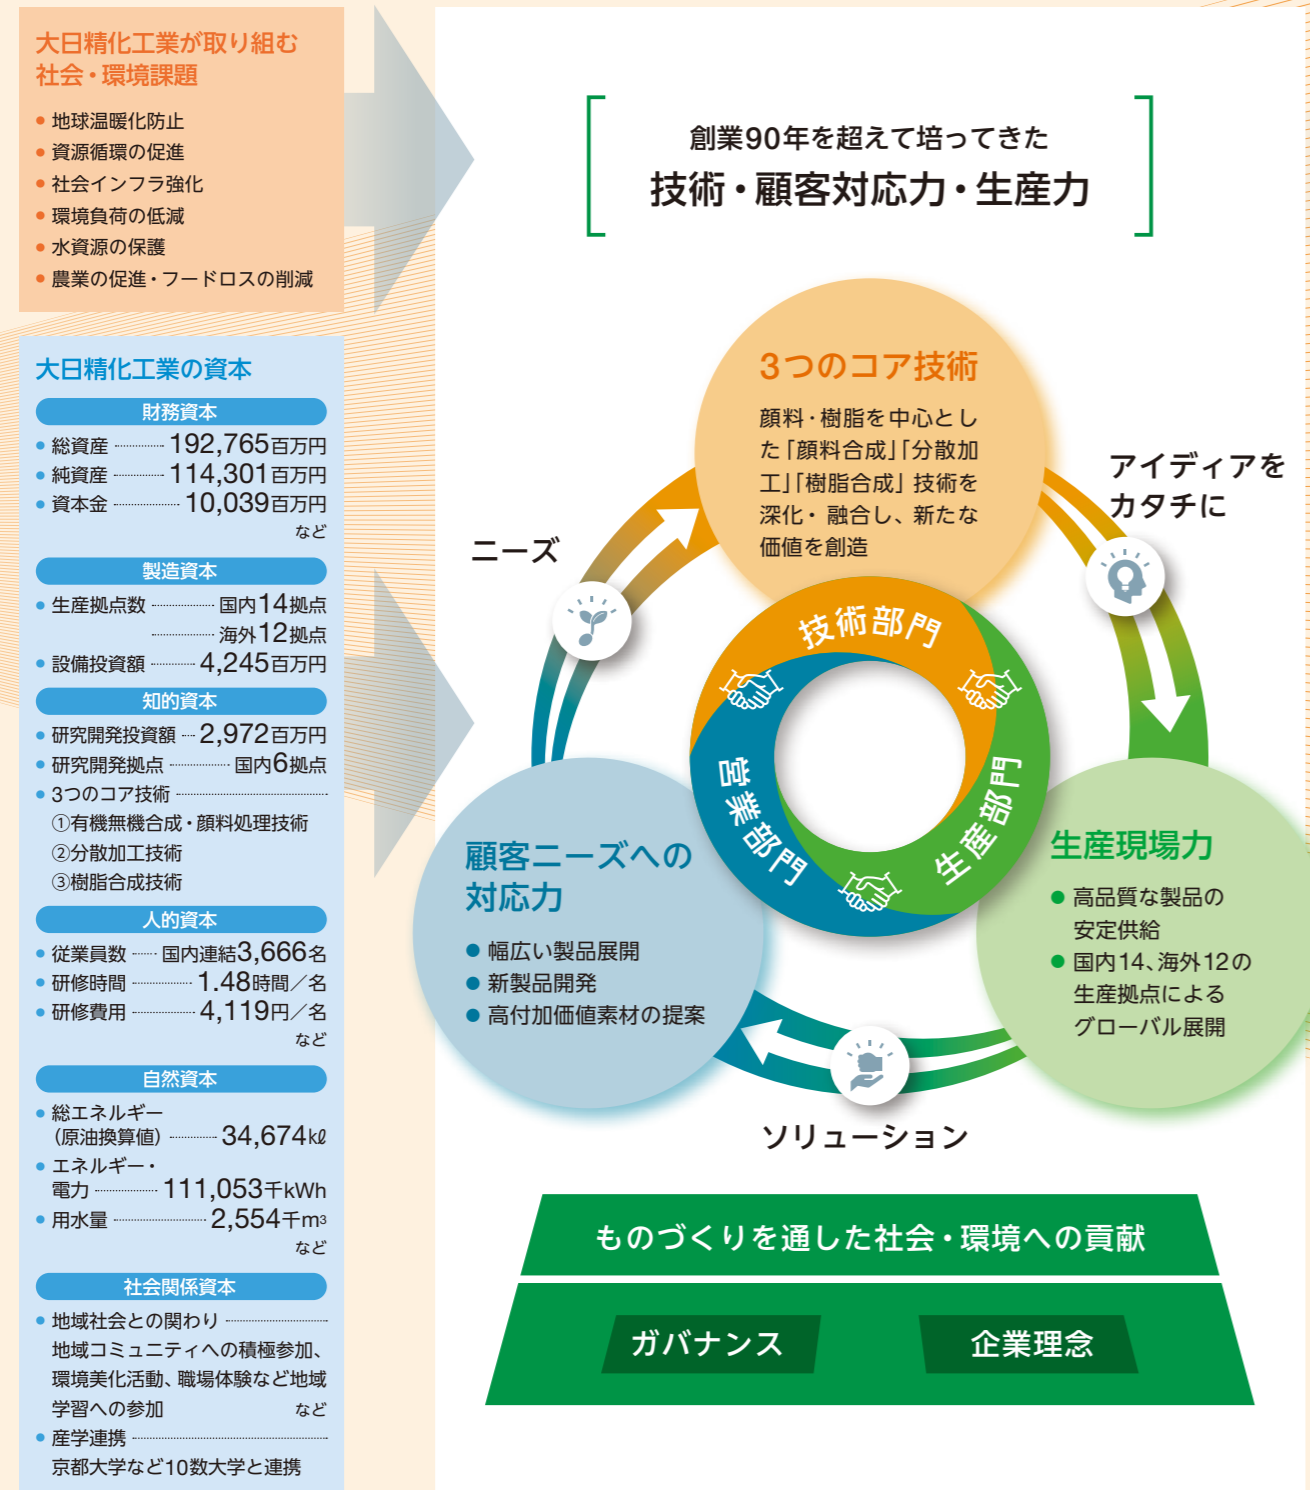 大日精化工業が取り組む
社会・環境課題
● 地球温暖化防止
● 資源循環の促進
● 社会インフラ強化
● 環境負荷の低減
● 水資源の保護
● 農業の促進・フードロスの削減
大日精化工業の資本
財務資本
● 総資産 192,765百万円
● 純資産 114,301百万円
● 資本金 10,039百万円
など
製造資本
● 生産拠点数 国内14拠点
海外12拠点
● 設備投資額 4,245百万円
知的資本
● 研究開発投資額 2,972百万円
● 研究開発拠点 国内6拠点
● 3つのコア技術
①有機無機合成・顔料処理技術
②分散加工技術
③樹脂合成技術
人的資本
● 従業員数 国内連結3,666名
● 研修時間 1.48時間／名
● 研修費用 4,119円／名
など
自然資本
● 総エネルギー
（原油換算値） 34,674kℓ
● エネルギー・
電力 111,053千kWh
● 用水量 2,554千m³
など
社会関係資本
● 地域社会との関わり
地域コミュニティへの積極参加、
環境美化活動、職場体験など地域
学習への参加 など
● 産学連携
京都大学など10数大学と連携
創業90年を超えて培ってきた
技術・顧客対応力・生産力
3つのコア技術
顔料・樹脂を中心とし
た「顔料合成」「分散加
工」「樹脂合成」技術を
深化・融合し、新たな
価値を創造
アイディアを
カタチに
ニーズ
技術部門
営業部門
生産部門
顧客ニーズへの
対応力
● 幅広い製品展開
● 新製品開発
● 高付加価値素材の提案
生産現場力
● 高品質な製品の
安定供給
● 国内14、海外12の
生産拠点による
グローバル展開
ソリューション
ものづくりを通した社会・環境への貢献
ガバナンス
企業理念